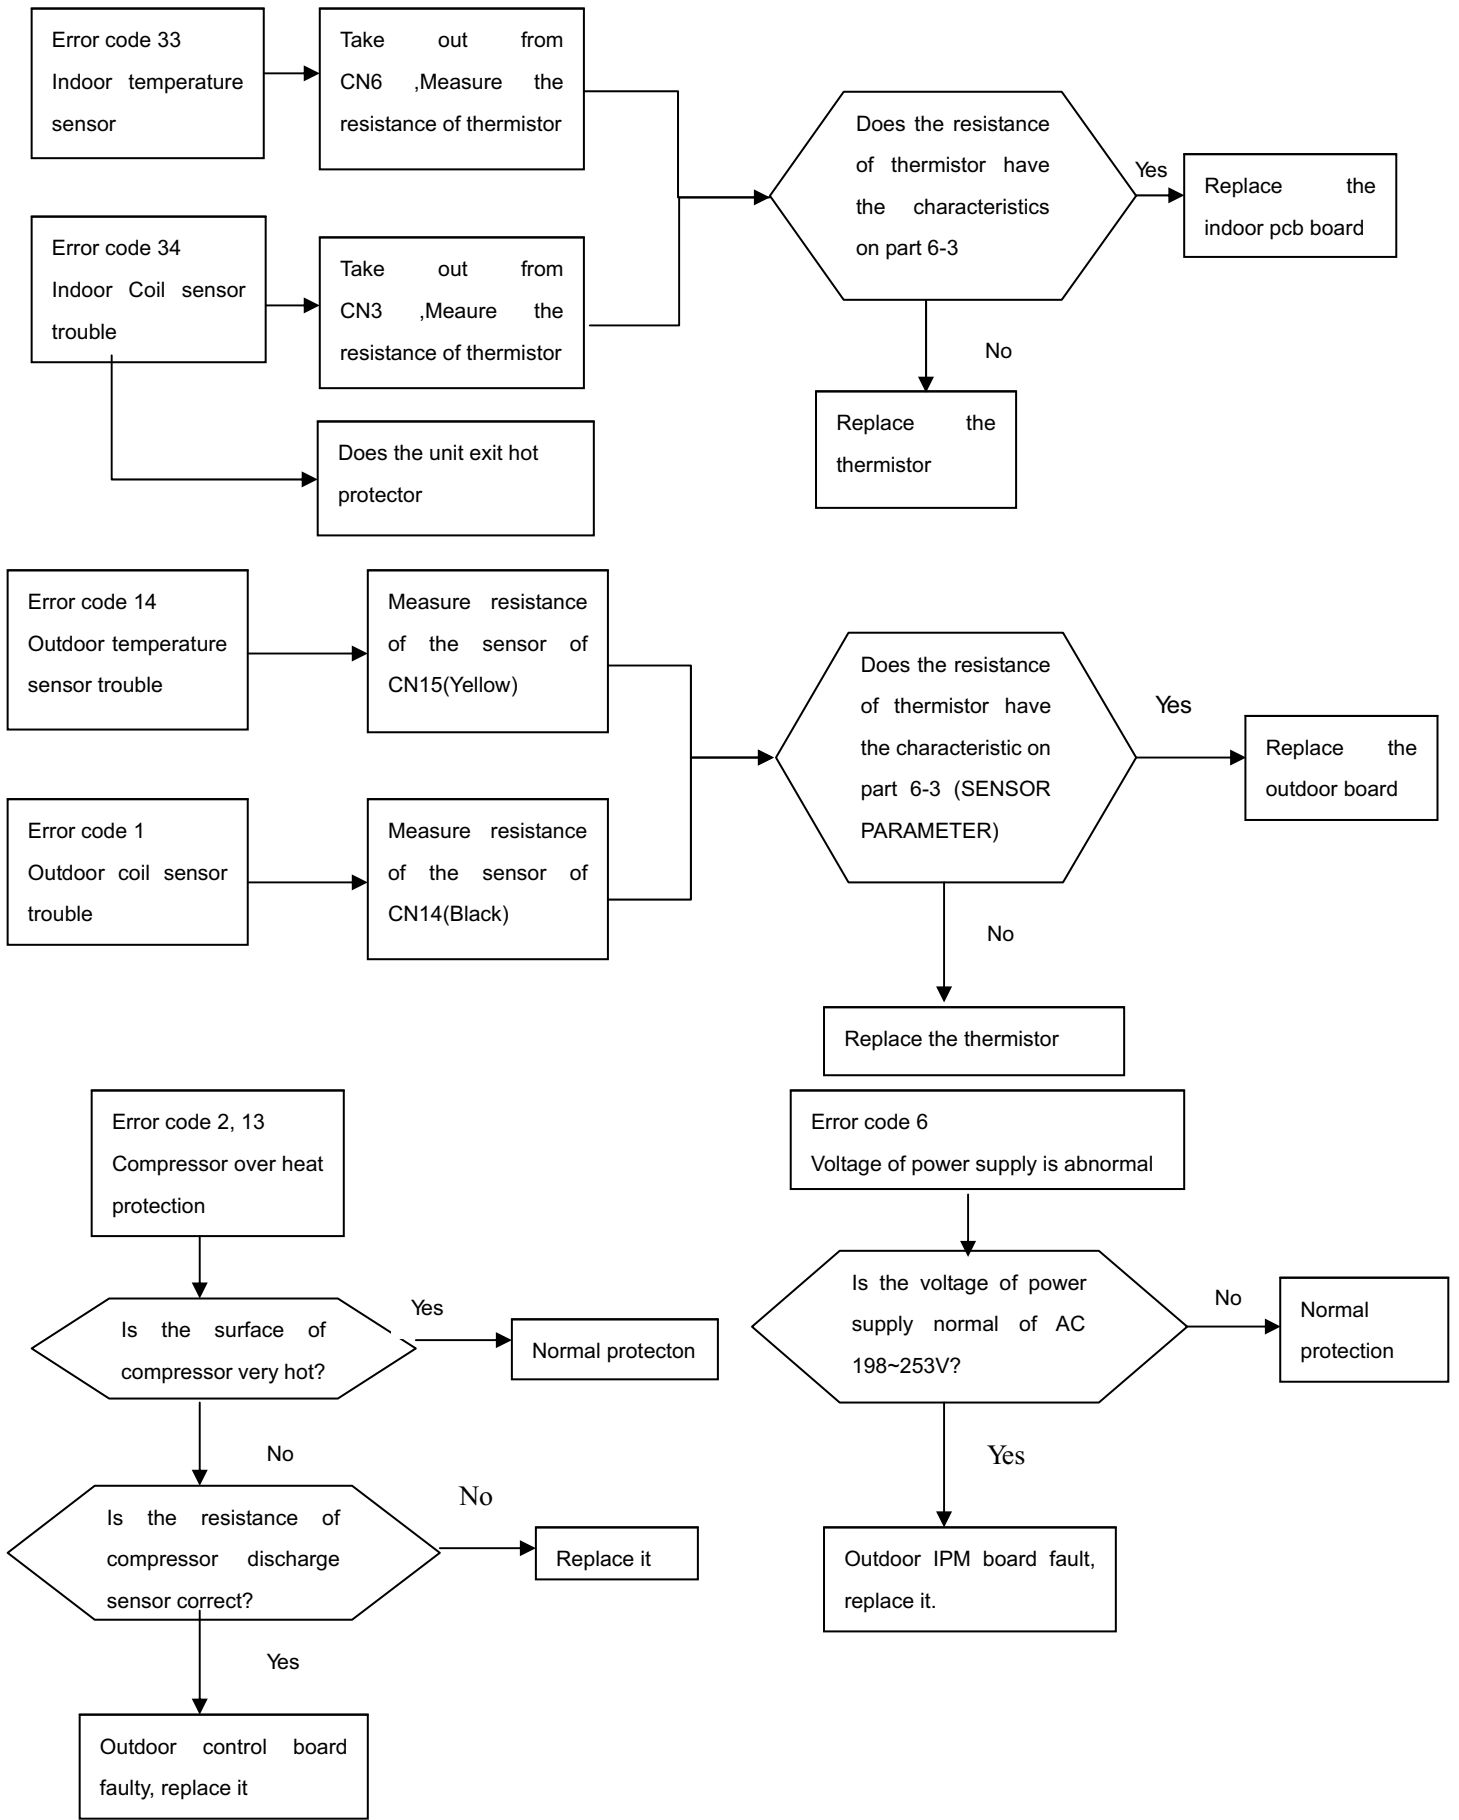 Error code 33
Indoor temperature
sensor
Take out from
CN6 ,Measure the
resistance of thermistor
Does the resistance
of thermistor have
the characteristics
on part 6-3
Yes
Replace the
indoor pcb board
Error code 34
Indoor Coil sensor
trouble
Take out from
CN3 ,Meaure the
resistance of thermistor
No
Replace the
thermistor
Does the unit exit hot
protector
Error code 14
Outdoor temperature
sensor trouble
Measure resistance
of the sensor of
CN15(Yellow)
Does the resistance
of thermistor have
the characteristic on
part 6-3 (SENSOR
PARAMETER)
Yes
Replace the
outdoor board
Error code 1
Outdoor coil sensor
trouble
Measure resistance
of the sensor of
CN14(Black)
No
Replace the thermistor
Error code 2, 13
Compressor over heat
protection
Is the surface of
compressor very hot?
Yes
Normal protecton
No
Is the resistance of
compressor discharge
sensor correct?
No
Replace it
Yes
Outdoor control board
faulty, replace it
Error code 6
Voltage of power supply is abnormal
Is the voltage of power
supply normal of AC
198~253V?
No
Normal
protection
Yes
Outdoor IPM board fault,
replace it.